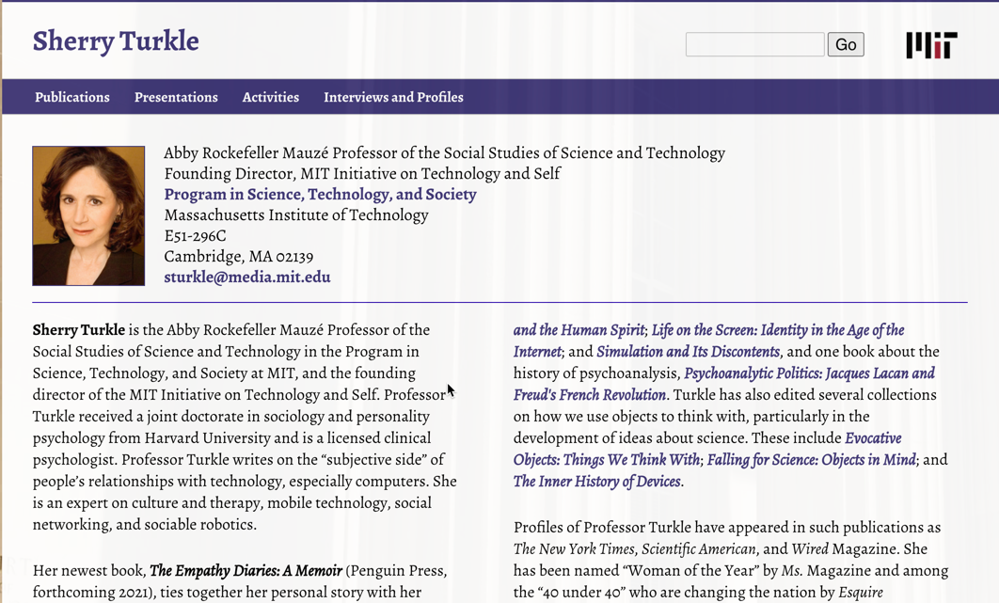 Sherry Turkle
Go
MIT
Publications Presentations Activities Interviews and Profiles
Abby Rockefeller Mauzé Professor of the Social Studies of Science and Technology
Founding Director, MIT Initiative on Technology and Self
Program in Science, Technology, and Society
Massachusetts Institute of Technology
E51-296C
Cambridge, MA 02139
sturkle@media.mit.edu
Sherry Turkle is the Abby Rockefeller Mauzé Professor of the
Social Studies of Science and Technology in the Program in
Science, Technology, and Society at MIT, and the founding
director of the MIT Initiative on Technology and Self. Professor
Turkle received a joint doctorate in sociology and personality
psychology from Harvard University and is a licensed clinical
psychologist. Professor Turkle writes on the “subjective side” of
people’s relationships with technology, especially computers. She
is an expert on culture and therapy, mobile technology, social
networking, and sociable robotics.
Her newest book, The Empathy Diaries: A Memoir (Penguin Press,
forthcoming 2021), ties together her personal story with her
and the Human Spirit; Life on the Screen: Identity in the Age of the
Internet; and Simulation and Its Discontents, and one book about the
history of psychoanalysis, Psychoanalytic Politics: Jacques Lacan and
Freud's French Revolution. Turkle has also edited several collections
on how we use objects to think with, particularly in the
development of ideas about science. These include Evocative
Objects: Things We Think With; Falling for Science: Objects in Mind; and
The Inner History of Devices.
Profiles of Professor Turkle have appeared in such publications as
The New York Times, Scientific American, and Wired Magazine. She
has been named “Woman of the Year” by Ms. Magazine and among
the “40 under 40” who are changing the nation by Esquire